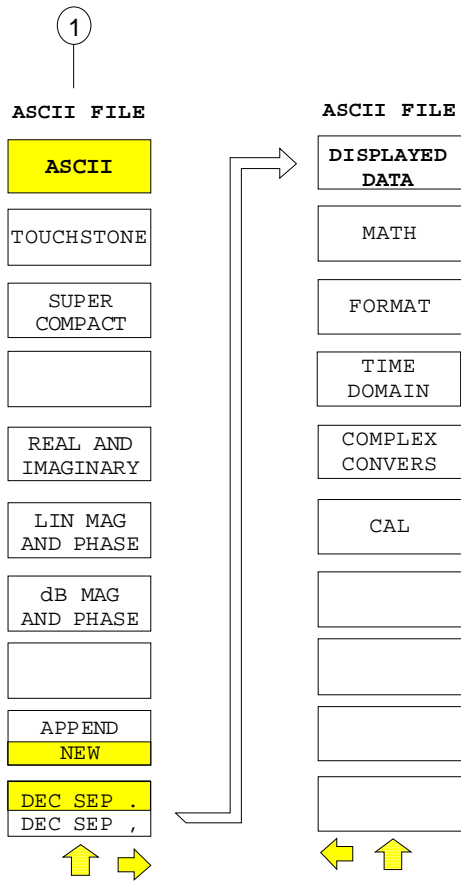 1
ASCII FILE
ASCII
TOUCHSTONE
SUPER
COMPACT
REAL AND
IMAGINARY
LIN MAG
AND PHASE
dB MAG
AND PHASE
APPEND
NEW
DEC SEP .
DEC SEP ,
ASCII FILE
DISPLAYED
DATA
MATH
FORMAT
TIME
DOMAIN
COMPLEX
CONVERS
CAL